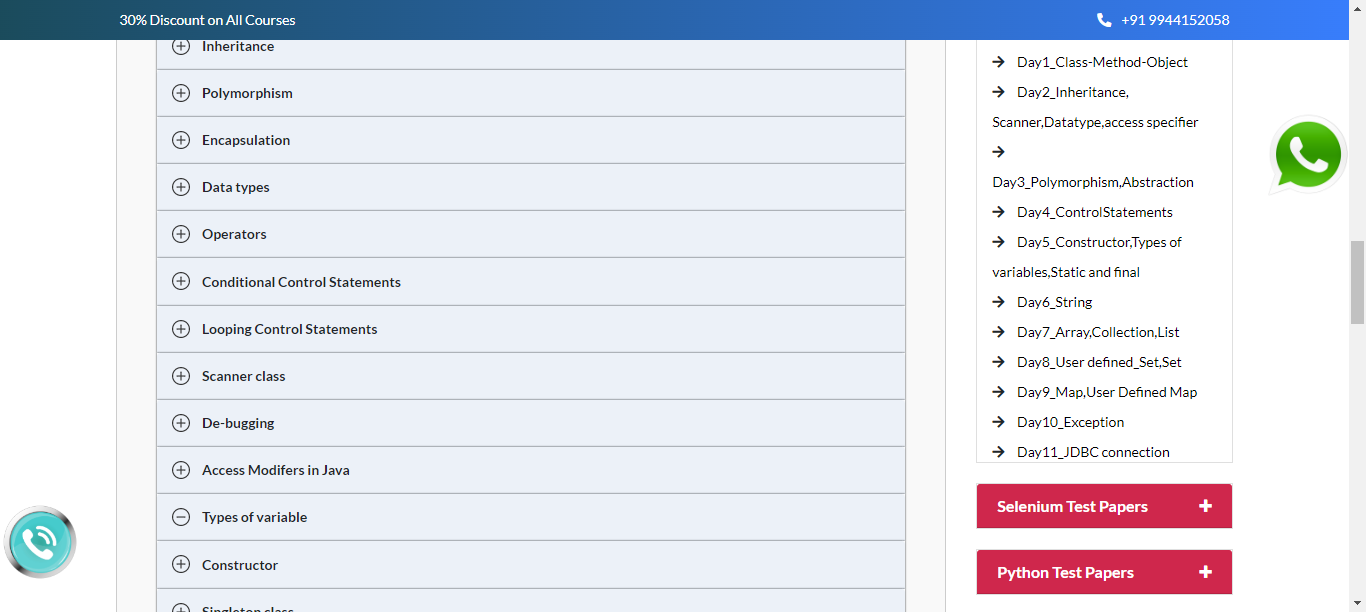 30% Discount on All Courses
+91 9944152058
Inheritance
Polymorphism
Encapsulation
Data types
Operators
Conditional Control Statements
Looping Control Statements
Scanner class
De-bugging
Access Modifers in Java
Types of variable
Constructor
Singleton class
Day1_Class-Method-Object
Day2_Inheritance,
Scanner,Datatype,access specifier
Day3_Polymorphism,Abstraction
Day4_ControlStatements
Day5_Constructor,Types of
variables,Static and final
Day6_String
Day7_Array,Collection,List
Day8_User defined_Set,Set
Day9_Map,User Defined Map
Day10_Exception
Day11_JDBC connection
Selenium Test Papers
Python Test Papers